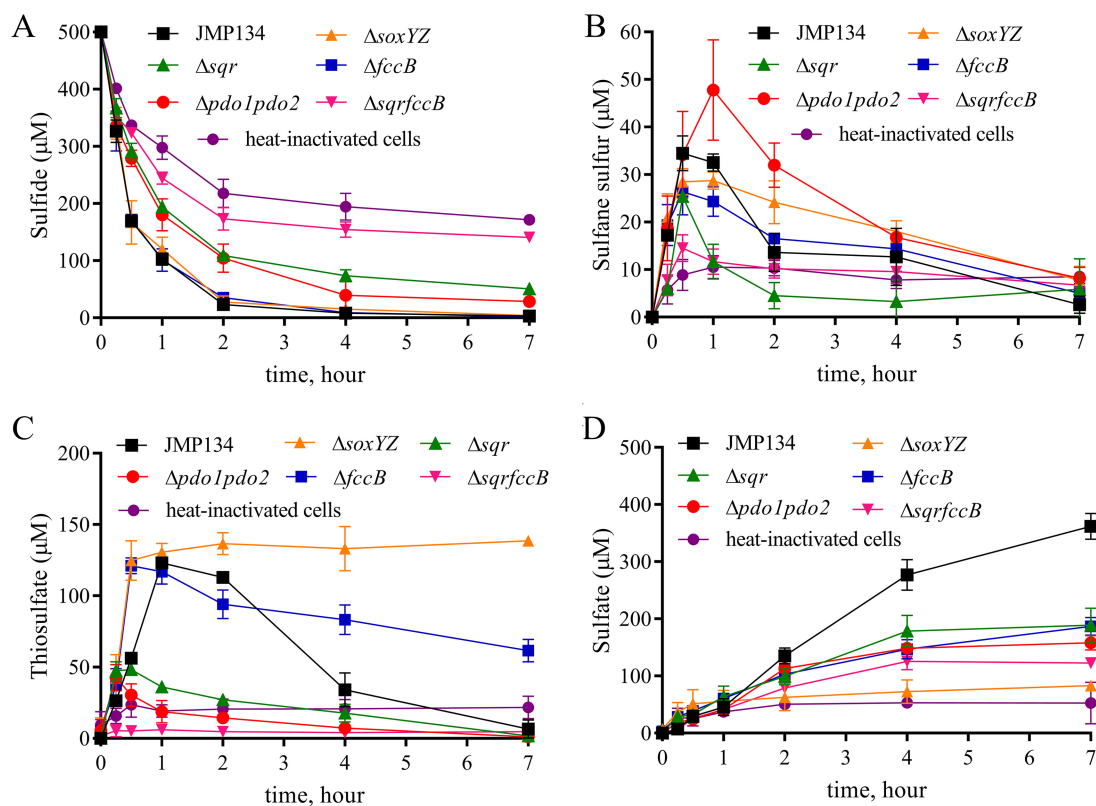 A
500
400
300
200
100
0
Sulfide (µM)
JMP134
ΔsoxYZ
Δsqr
ΔfccB
Δpdo1pdo2
ΔsqrfccB
heat-inactivated cells
0 1 2 3 4 5 6 7
time, hour
B
60
50
40
30
20
10
0
Sulfane sulfur (µM)
JMP134
ΔsoxYZ
Δsqr
ΔfccB
Δpdo1pdo2
ΔsqrfccB
heat-inactivated cells
0 1 2 3 4 5 6 7
time, hour
C
200
150
100
50
0
Thiosulfate (µM)
JMP134
ΔsoxYZ
Δsqr
Δpdo1pdo2
ΔfccB
ΔsqrfccB
heat-inactivated cells
0 1 2 3 4 5 6 7
time, hour
D
500
400
300
200
100
0
Sulfate (µM)
JMP134
ΔsoxYZ
Δsqr
ΔfccB
Δpdo1pdo2
ΔsqrfccB
heat-inactivated cells
0 1 2 3 4 5 6 7
time, hour